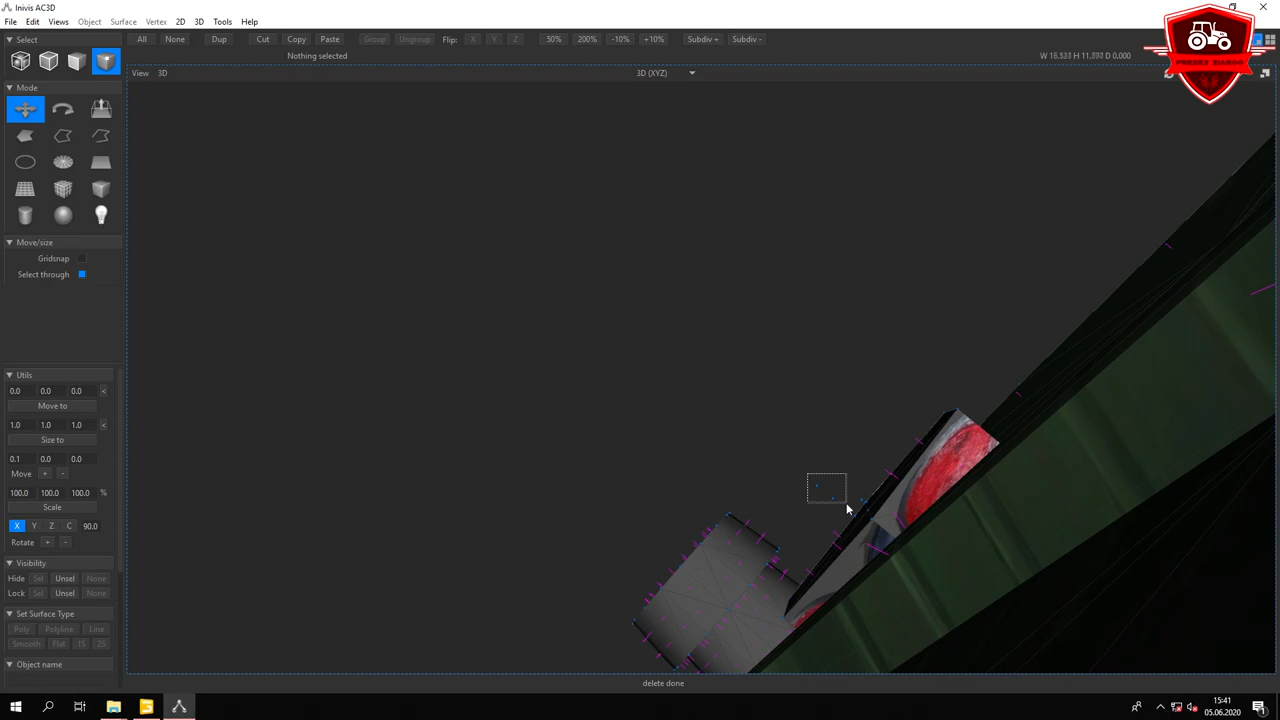 Inivis AC3D
File Edit Views Object Surface Vertex 2D 3D Tools Help
Select
All None Dup Cut Copy Paste Group Ungroup Flip: X Y Z 50% 200% -10% +10% Subdiv + Subdiv -
Nothing selected
View 3D
3D (XYZ)
Mode
Move/size
Gridsnap
Select through
Utils
0.0 0.0 0.0 <
Move to
1.0 1.0 1.0 <
Size to
0.1 0.0 0.0
Move + -
100.0 100.0 100.0 %
Scale
X Y Z C 90.0
Rotate + -
Visibility
Hide Sel Unsel None
Lock Sel Unsel None
Set Surface Type
Poly Polyline Line
Smooth Flat 1S 2S
Object name
delete done
15:41
05.06.2020